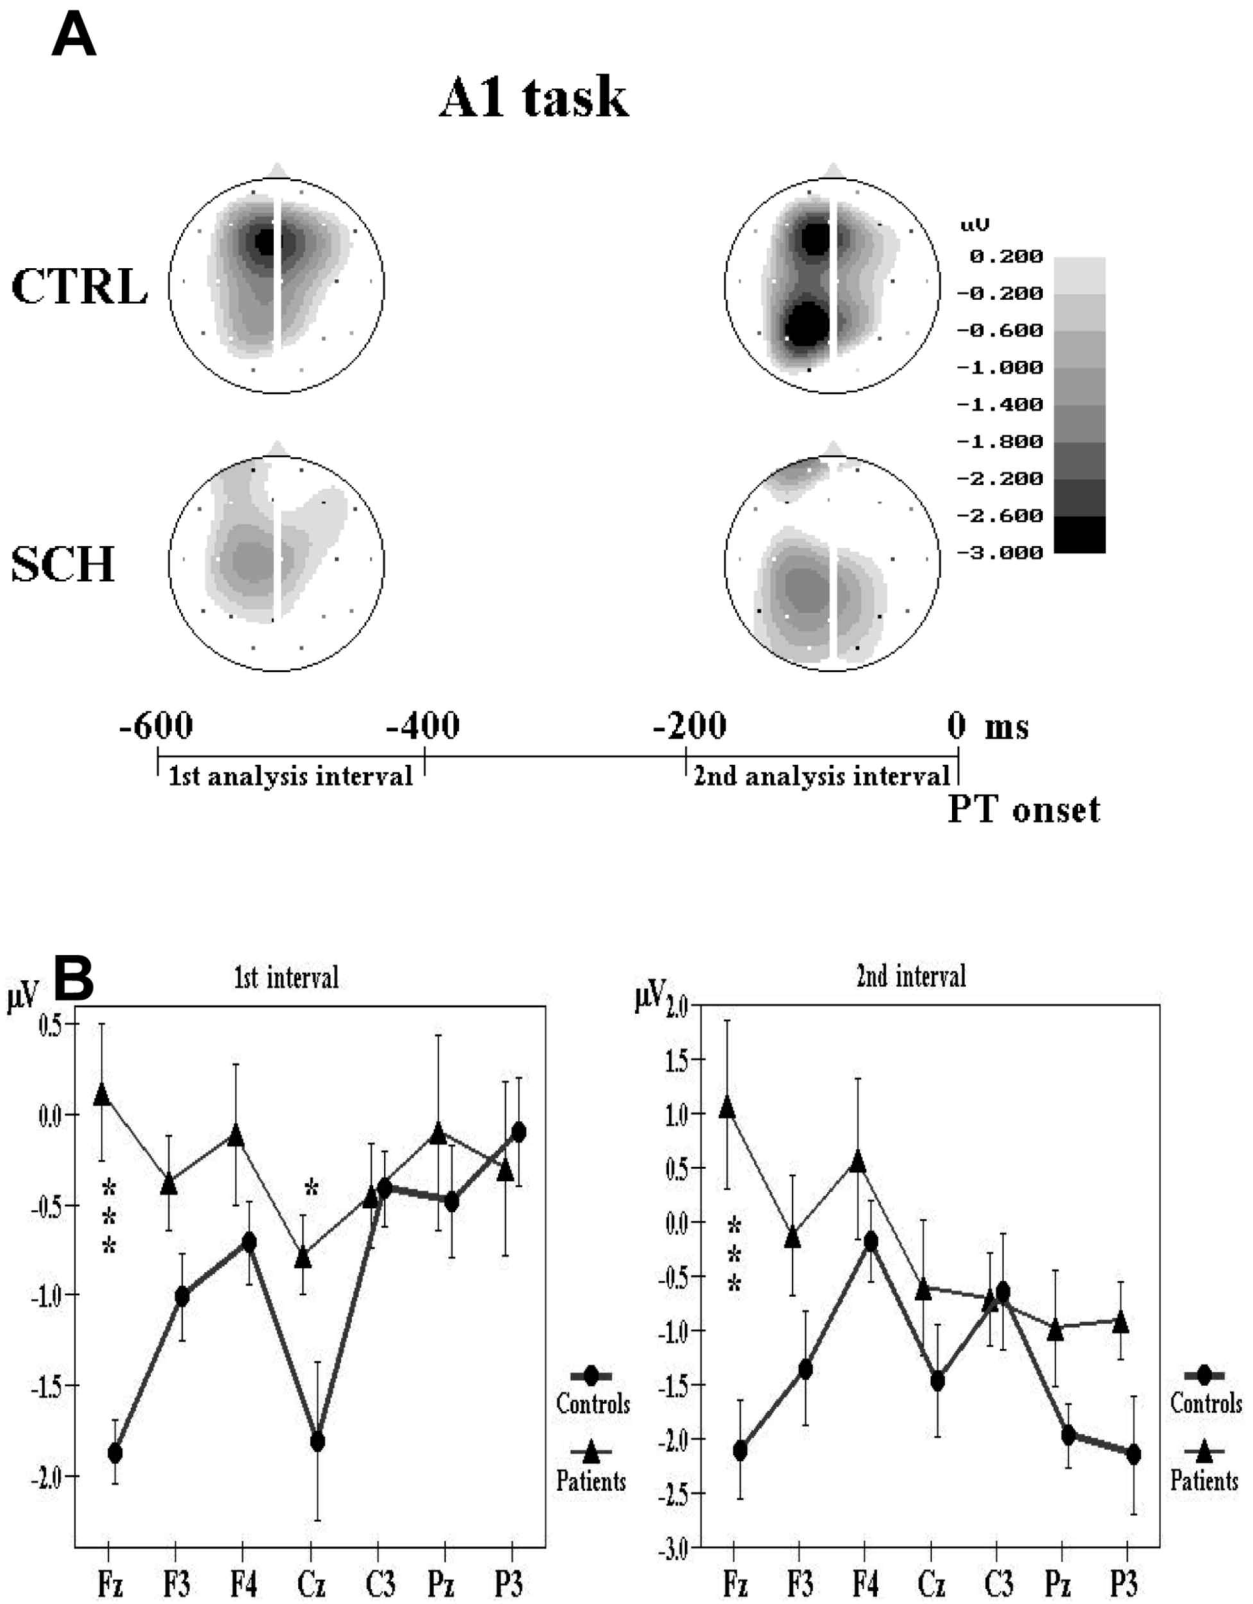 A
A1 task
CTRL
SCH
uV
0.200
-0.200
-0.600
-1.000
-1.400
-1.800
-2.200
-2.600
-3.000
-600 -400 -200 0 ms
1st analysis interval 2nd analysis interval
PT onset
B
μV 1st interval
0.5
0.0
-0.5
-1.0
-1.5
-2.0
*
*
*
*
Controls
Patients
Fz F3 F4 Cz C3 Pz P3
μV 2nd interval
2.0
1.5
1.0
0.5
0.0
-0.5
-1.0
-1.5
-2.0
-2.5
-3.0
*
*
*
Controls
Patients
Fz F3 F4 Cz C3 Pz P3